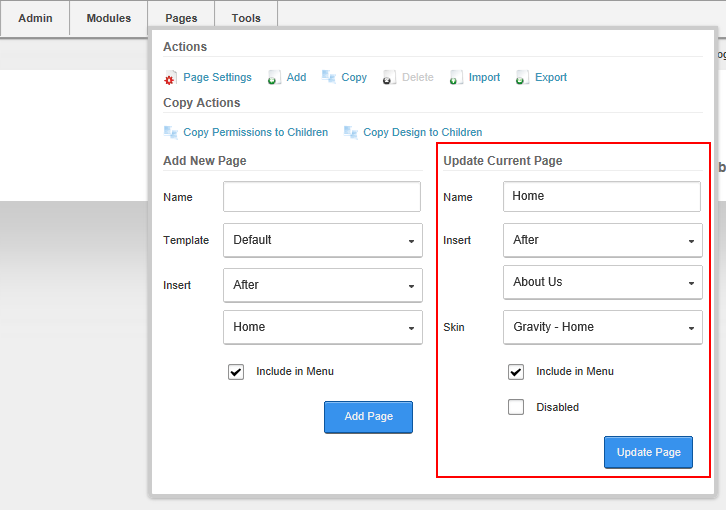 Admin Modules Pages Tools
Actions
Page Settings Add Copy Delete Import Export
Copy Actions
Copy Permissions to Children Copy Design to Children
Add New Page
Name
Template Default
Insert After
Home
Include in Menu
Add Page
Update Current Page
Name Home
Insert After
About Us
Skin Gravity - Home
Include in Menu
Disabled
Update Page